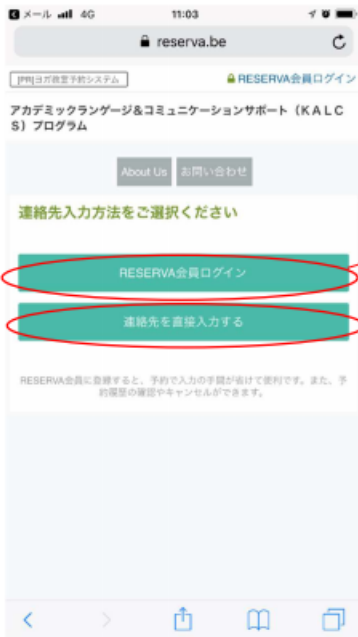 メール 4G 11:03
reserva.be
[PR]ヨガ教室予約システム
RESERVA会員ログイン
アカデミックランゲージ&コミュニケーションサポート(KALC
S)プログラム
About Us お問い合わせ
連絡先入力方法をご選択ください
RESERVA会員ログイン
連絡先を直接入力する
RESERVA会員に登録すると、予約で入力の手間が省けて便利です。また、予
約履歴の確認やキャンセルができます。